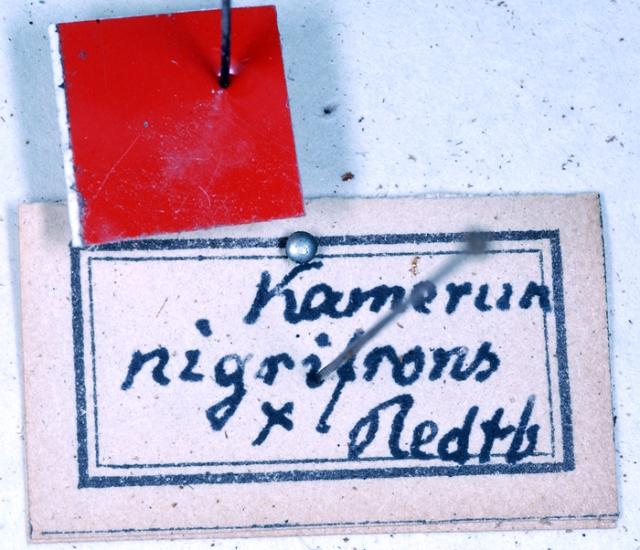 Kamerun
nigrifrons
x Redtb